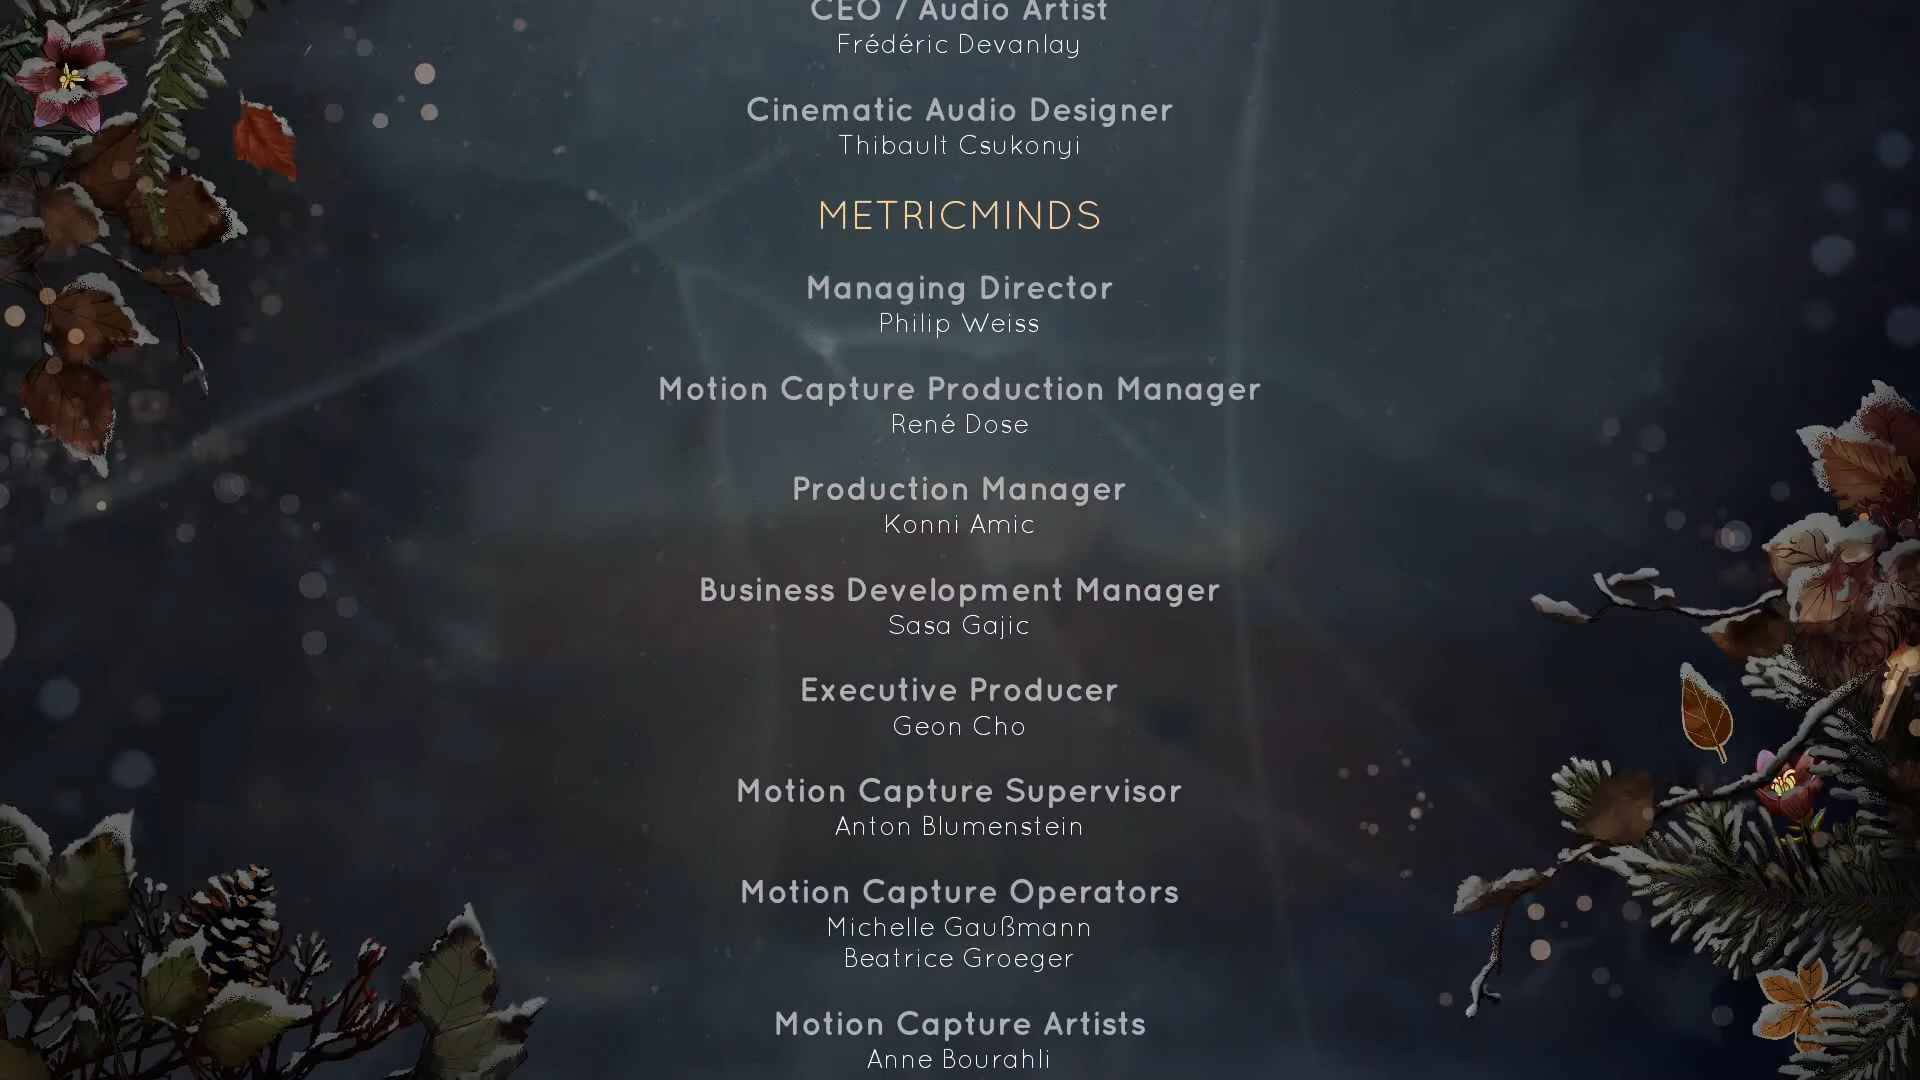 CEO / Audio Artist
Frédéric Devanlay
Cinematic Audio Designer
Thibault Csukonyi
METRICMINDS
Managing Director
Philip Weiss
Motion Capture Production Manager
René Dose
Production Manager
Konni Amic
Business Development Manager
Sasa Gajic
Executive Producer
Geon Cho
Motion Capture Supervisor
Anton Blumenstein
Motion Capture Operators
Michelle Gaußmann
Beatrice Groeger
Motion Capture Artists
Anne Bourahli